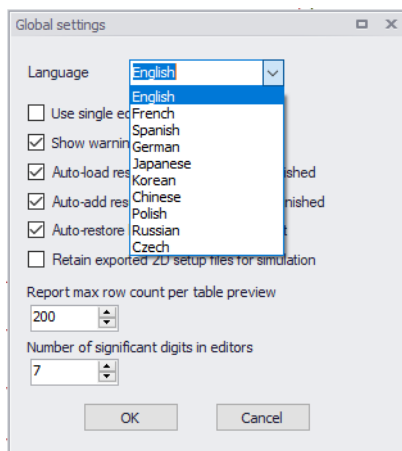 Global settings
Language
English
English
French
Spanish
German
Japanese
Korean
Chinese
Polish
Russian
Czech
Use single ed
Show warnin
Auto-load res ished
Auto-add res nished
Auto-restore t
Retain exported 2D setup files for simulation
Report max row count per table preview
200
Number of significant digits in editors
7
OK Cancel